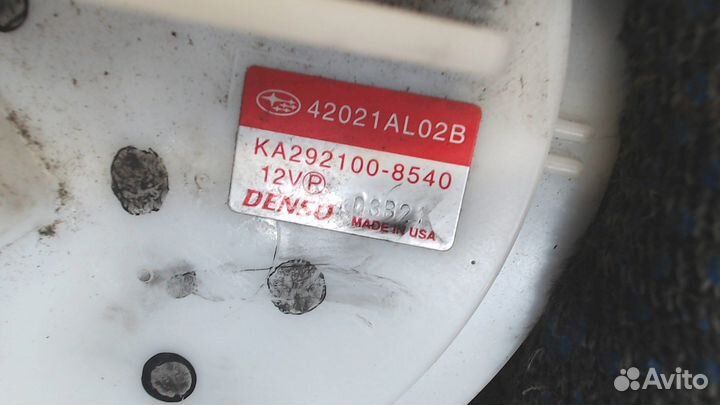 42021AL02B
KA292100-8540
12V Ⓟ
DENSO
MADE IN USA
Avito